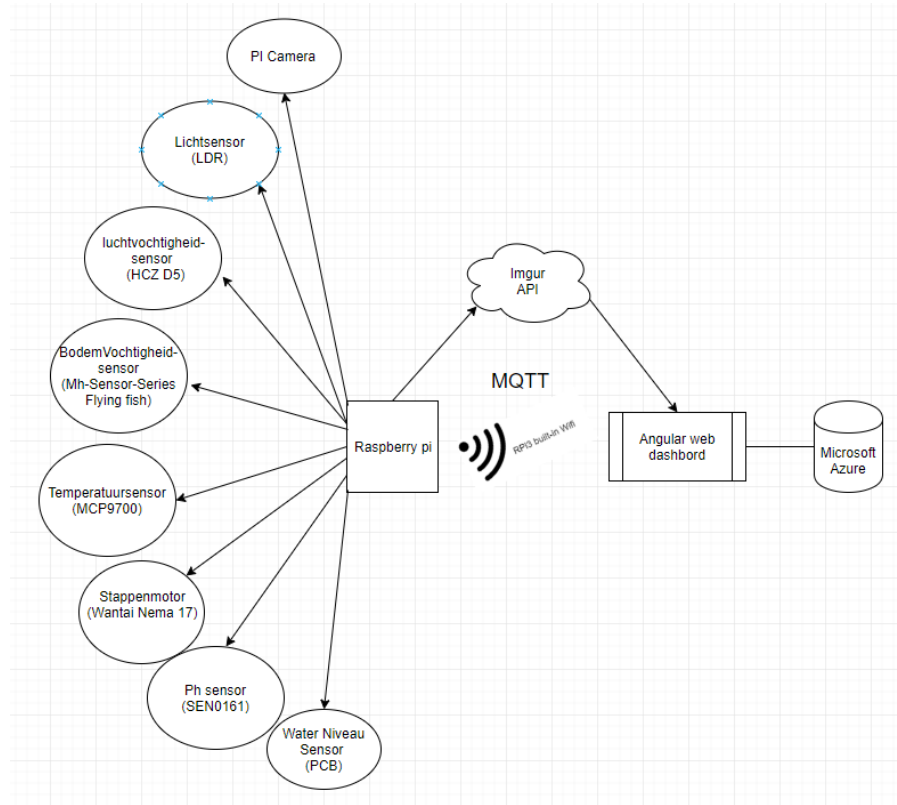 PI Camera
Lichtsensor
(LDR)
luchtvochtigheid-
sensor
(HCZ D5)
BodemVochtigheid-
sensor
(Mh-Sensor-Series
Flying fish)
Temperatuursensor
(MCP9700)
Stappenmotor
(Wantai Nema 17)
Ph sensor
(SEN0161)
Water Niveau
Sensor
(PCB)
Raspberry pi
Imgur
API
MQTT
RPI3 built-in Wifi
Angular web
dashbord
Microsoft
Azure